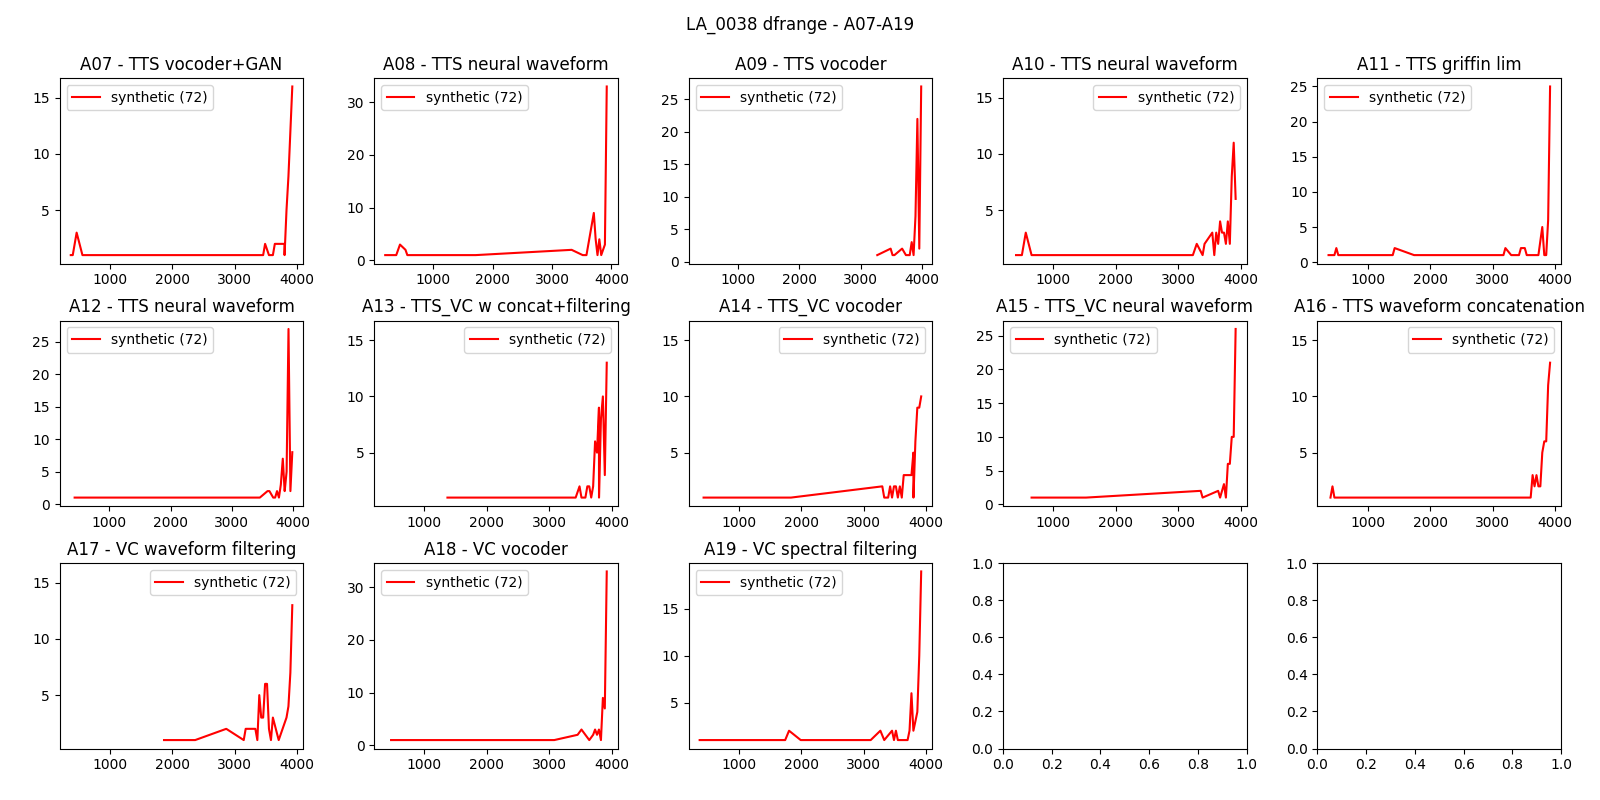 LA_0038 dfrange - A07-A19
A07 - TTS vocoder+GAN
synthetic (72)
15
10
5
1000 2000 3000 4000
A08 - TTS neural waveform
synthetic (72)
30
20
10
0
1000 2000 3000 4000
A09 - TTS vocoder
synthetic (72)
25
20
15
10
5
0
1000 2000 3000 4000
A10 - TTS neural waveform
synthetic (72)
15
10
5
1000 2000 3000 4000
A11 - TTS griffin lim
synthetic (72)
25
20
15
10
5
0
1000 2000 3000 4000
A12 - TTS neural waveform
synthetic (72)
25
20
15
10
5
0
1000 2000 3000 4000
A13 - TTS_VC w concat+filtering
synthetic (72)
15
10
5
1000 2000 3000 4000
A14 - TTS_VC vocoder
synthetic (72)
15
10
5
1000 2000 3000 4000
A15 - TTS_VC neural waveform
synthetic (72)
25
20
15
10
5
0
1000 2000 3000 4000
A16 - TTS waveform concatenation
synthetic (72)
15
10
5
1000 2000 3000 4000
A17 - VC waveform filtering
synthetic (72)
15
10
5
1000 2000 3000 4000
A18 - VC vocoder
synthetic (72)
30
20
10
0
1000 2000 3000 4000
A19 - VC spectral filtering
synthetic (72)
15
10
5
1000 2000 3000 4000
1.0
0.8
0.6
0.4
0.2
0.0
0.0 0.2 0.4 0.6 0.8 1.0
1.0
0.8
0.6
0.4
0.2
0.0
0.0 0.2 0.4 0.6 0.8 1.0